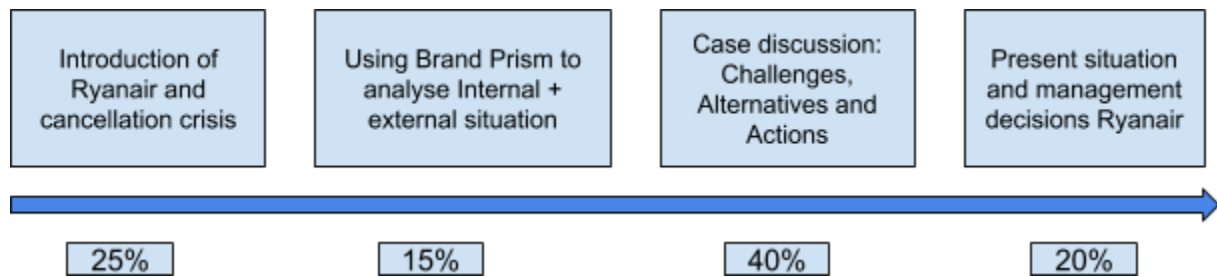 Introduction of
Ryanair and
cancellation crisis
Using Brand Prism to
analyse Internal +
external situation
Case discussion:
Challenges,
Alternatives and
Actions
Present situation
and management
decisions Ryanair
25%
15%
40%
20%